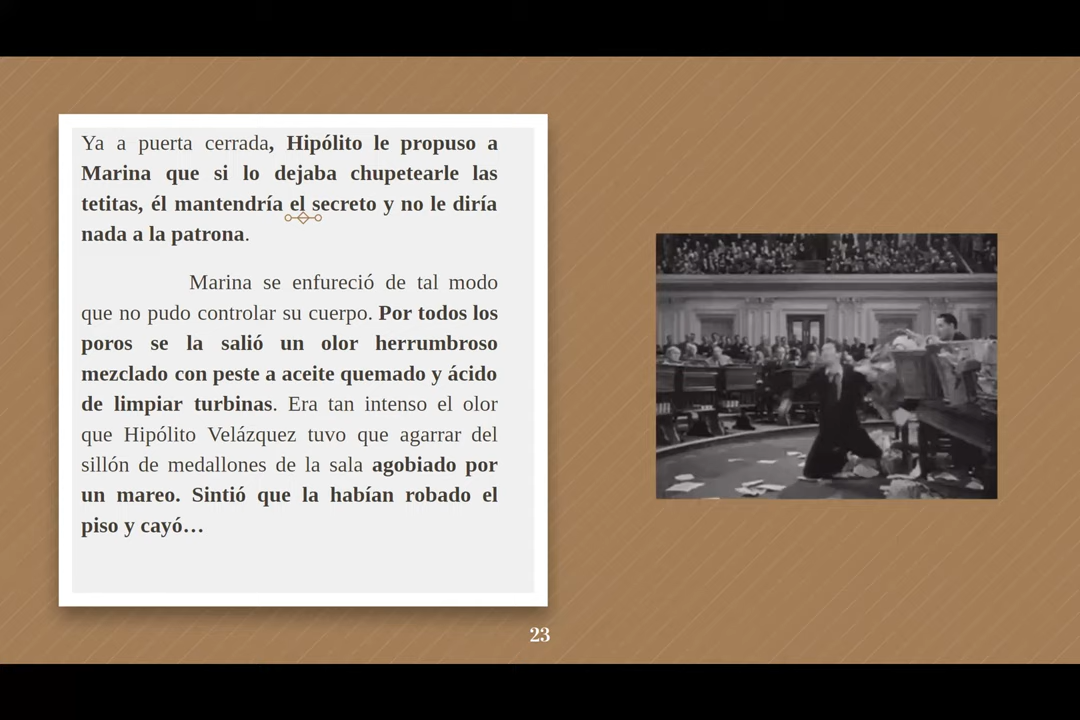 Ya a puerta cerrada, Hipólito le propuso a
Marina que si lo dejaba chupetearle las
tetitas, él mantendría el secreto y no le diría
nada a la patrona.
Marina se enfureció de tal modo
que no pudo controlar su cuerpo. Por todos los
poros se la salió un olor herrumbroso
mezclado con peste a aceite quemado y ácido
de limpiar turbinas. Era tan intenso el olor
que Hipólito Velázquez tuvo que agarrar del
sillón de medallones de la sala agobiado por
un mareo. Sintió que la habían robado el
piso y cayó…
23